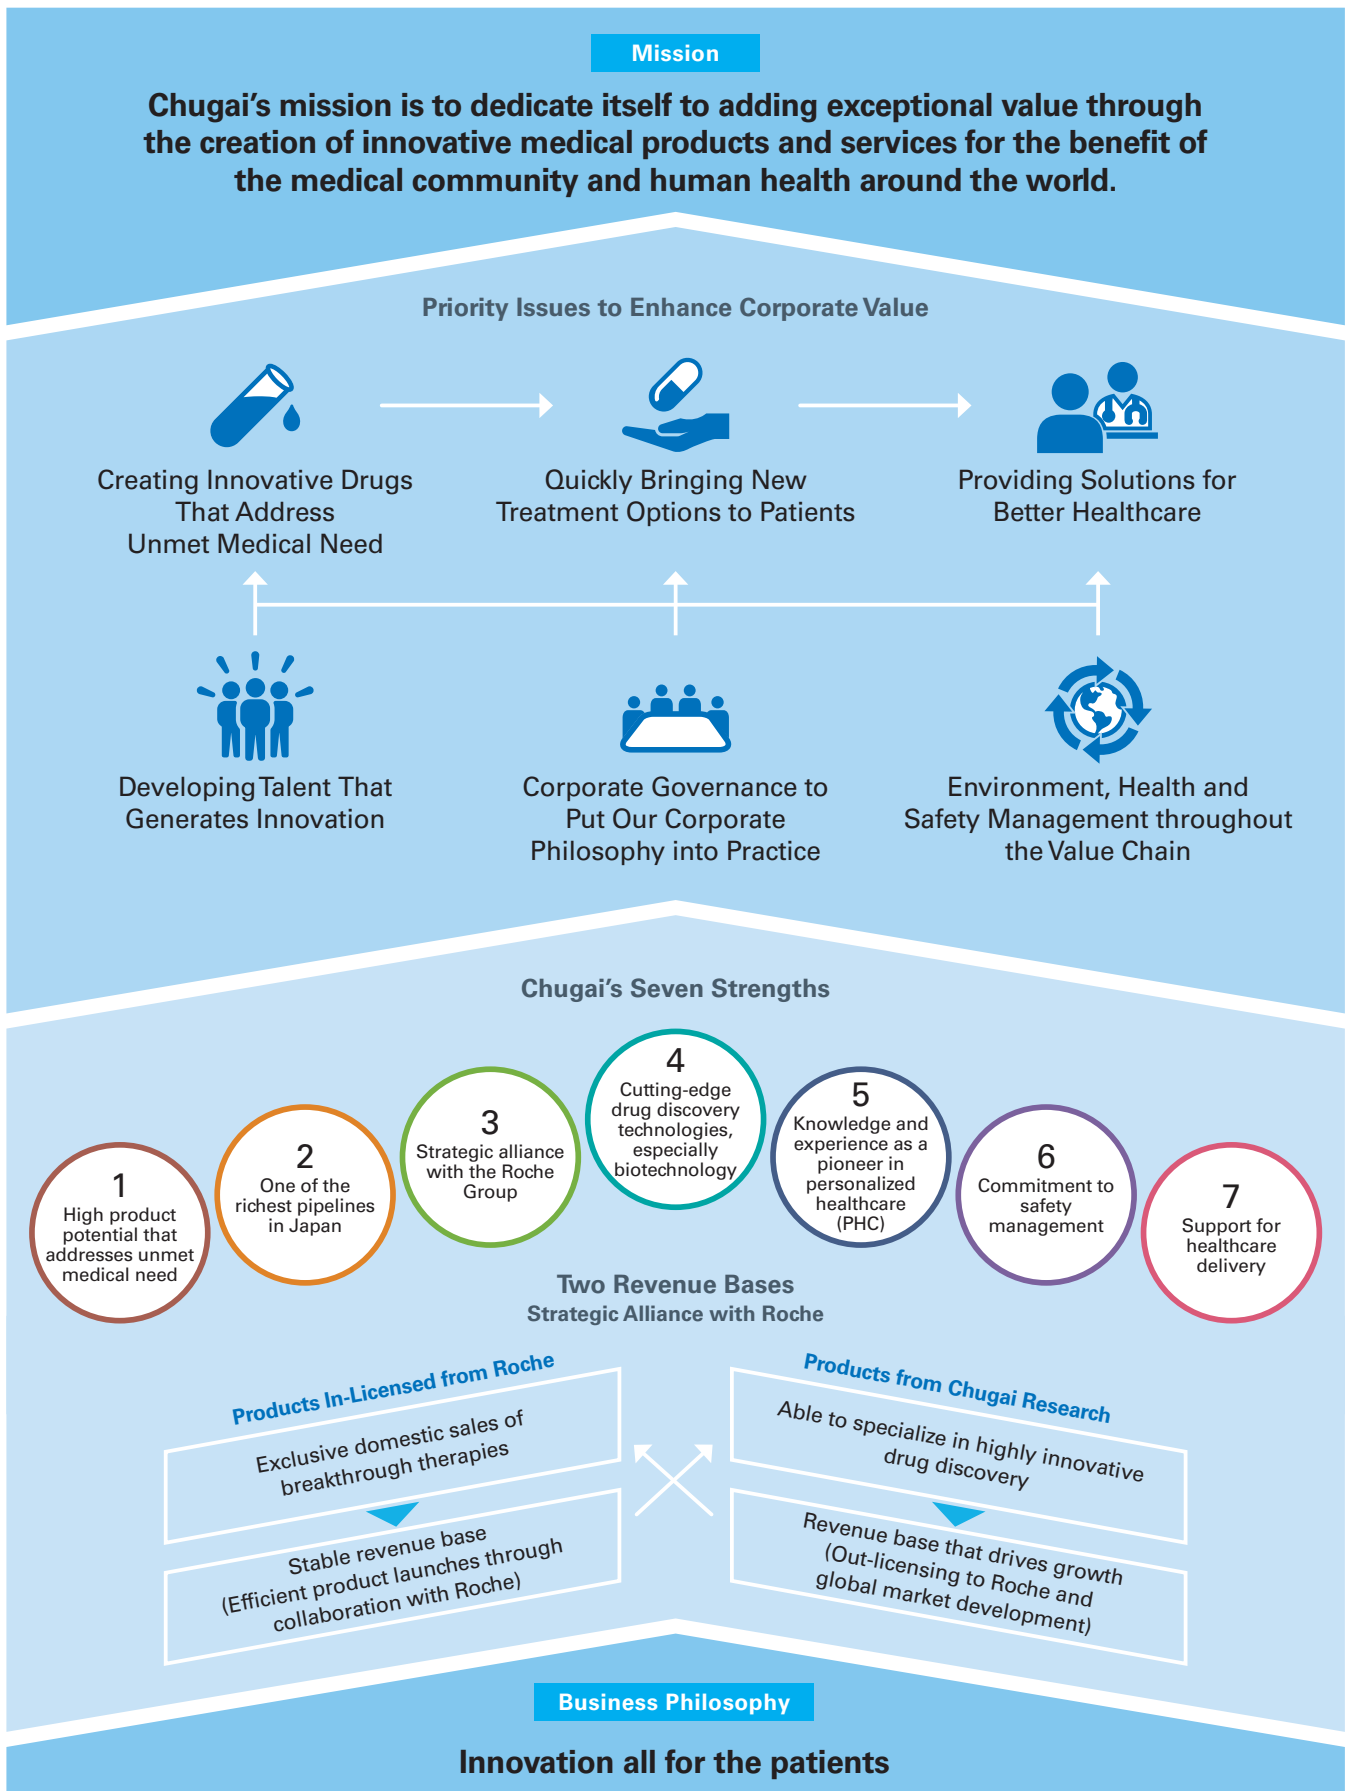 Mission
Chugai's mission is to dedicate itself to adding exceptional value through
the creation of innovative medical products and services for the benefit of
the medical community and human health around the world.
Priority Issues to Enhance Corporate Value
Creating Innovative Drugs
That Address
Unmet Medical Need
Quickly Bringing New
Treatment Options to Patients
Providing Solutions for
Better Healthcare
Developing Talent That
Generates Innovation
Corporate Governance to
Put Our Corporate
Philosophy into Practice
Environment, Health and
Safety Management throughout
the Value Chain
Chugai's Seven Strengths
1
High product
potential that
addresses unmet
medical need
2
One of the
richest pipelines
in Japan
3
Strategic alliance
with the Roche
Group
4
Cutting-edge
drug discovery
technologies,
especially
biotechnology
5
Knowledge and
experience as a
pioneer in
personalized
healthcare
(PHC)
6
Commitment to
safety
management
7
Support for
healthcare
delivery
Two Revenue Bases
Strategic Alliance with Roche
Products In-Licensed from Roche
Exclusive domestic sales of
breakthrough therapies
Stable revenue base
(Efficient product launches through
collaboration with Roche)
Products from Chugai Research
Able to specialize in highly innovative
drug discovery
Revenue base that drives growth
(Out-licensing to Roche and
global market development)
Business Philosophy
Innovation all for the patients